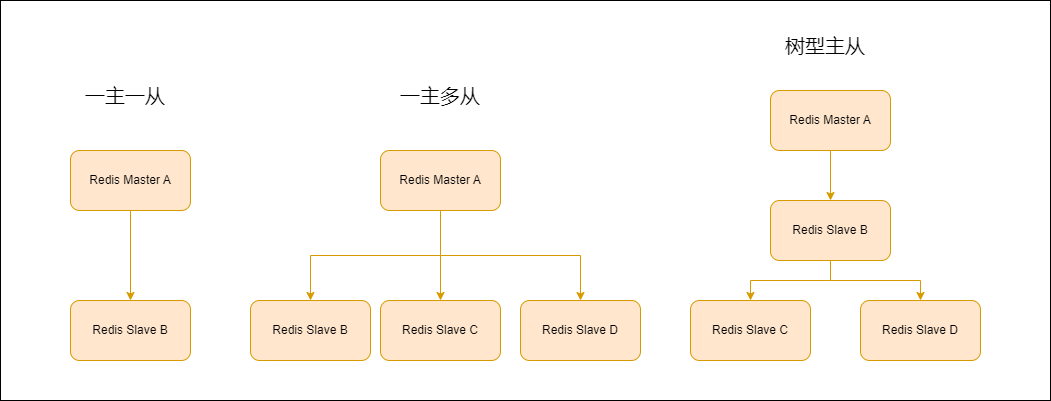 一主一从
Redis Master A
Redis Slave B
一主多从
Redis Master A
Redis Slave B
Redis Slave C
Redis Slave D
树型主从
Redis Master A
Redis Slave B
Redis Slave C
Redis Slave D